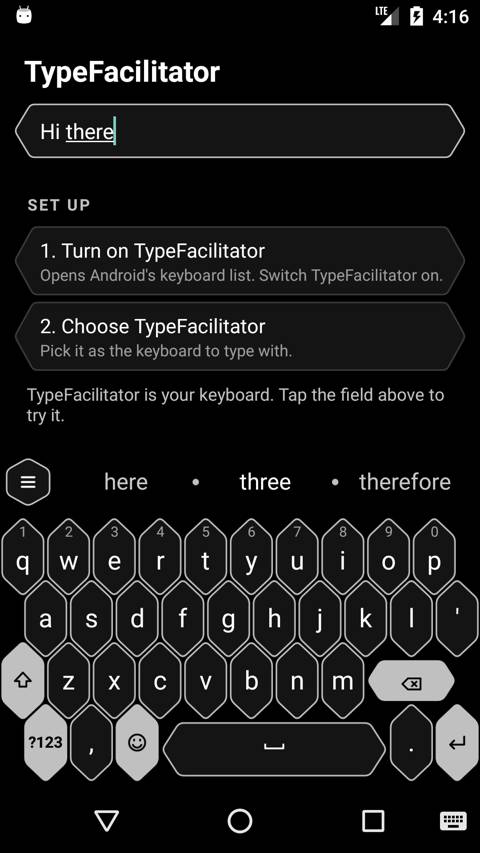 LTE 4:16
TypeFacilitator
Hi there
SET UP
1. Turn on TypeFacilitator
Opens Android's keyboard list. Switch TypeFacilitator on.
2. Choose TypeFacilitator
Pick it as the keyboard to type with.
TypeFacilitator is your keyboard. Tap the field above to
try it.
here • three • therefore
1 2 3 4 5 6 7 8 9 0
q w e r t y u i o p
a s d f g h j k l '
z x c v b n m
?123 , .